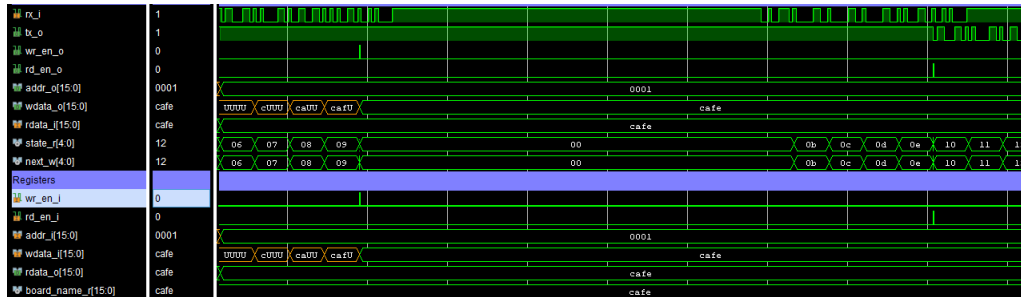 rx_i 1
tx_o 1
wr_en_o 0
rd_en_o 0
addr_o[15:0] 0001 0001
wdata_o[15:0] cafe UUUU cUUU caUU cafU cafe
rdata_i[15:0] cafe cafe
state_r[4:0] 12 06 07 08 09 00 0b 0c 0d 0e 10 11 1
next_w[4:0] 12 06 07 08 09 00 0b 0c 0d 0e 10 11 1
Registers
wr_en_i 0
rd_en_i 0
addr_i[15:0] 0001 0001
wdata_i[15:0] cafe UUUU cUUU caUU cafU cafe
rdata_o[15:0] cafe cafe
board_name_r[15:0] cafe cafe